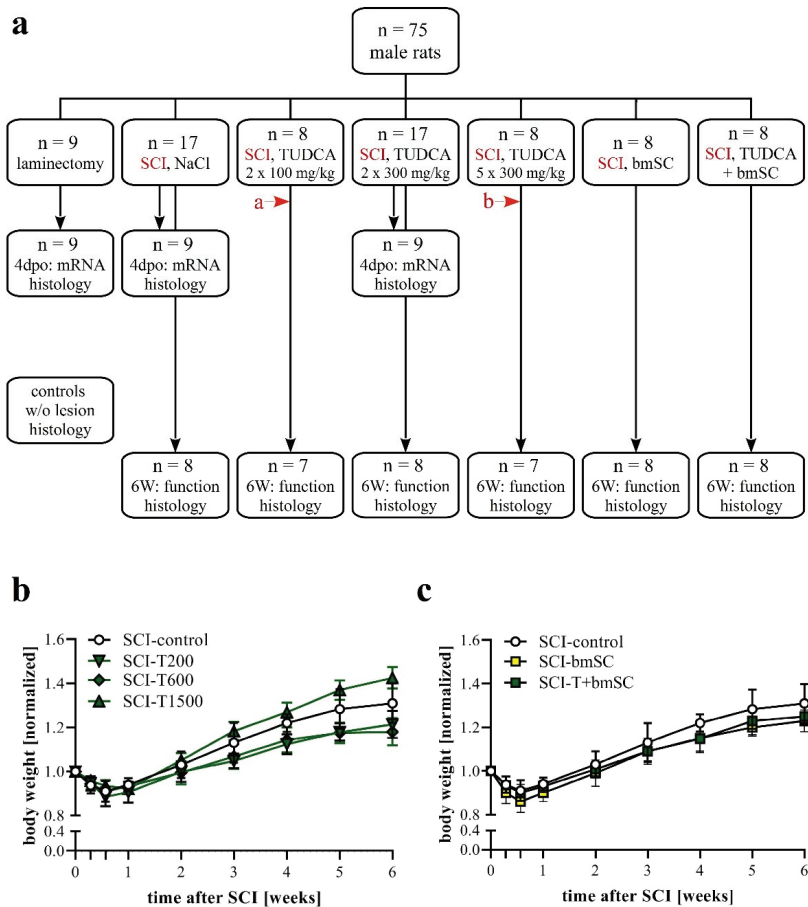 a
n = 75
male rats
n = 9
laminectomy
n = 17
SCI, NaCl
n = 8
SCI, TUDCA
2 x 100 mg/kg
n = 17
SCI, TUDCA
2 x 300 mg/kg
n = 8
SCI, TUDCA
5 x 300 mg/kg
n = 8
SCI, bmSC
n = 8
SCI, TUDCA
+ bmSC
a
b
n = 9
4dpo: mRNA
histology
n = 9
4dpo: mRNA
histology
n = 9
4dpo: mRNA
histology
controls
w/o lesion
histology
n = 8
6W: function
histology
n = 7
6W: function
histology
n = 8
6W: function
histology
n = 7
6W: function
histology
n = 8
6W: function
histology
n = 8
6W: function
histology
b
SCI-control
SCI-T200
SCI-T600
SCI-T1500
body weight [normalized]
1.6
1.4
1.2
1.0
0.8
0.4
0.0
0 1 2 3 4 5 6
time after SCI [weeks]
c
SCI-control
SCI-bmSC
SCI-T+bmSC
body weight [normalized]
1.6
1.4
1.2
1.0
0.8
0.4
0.0
0 1 2 3 4 5 6
time after SCI [weeks]